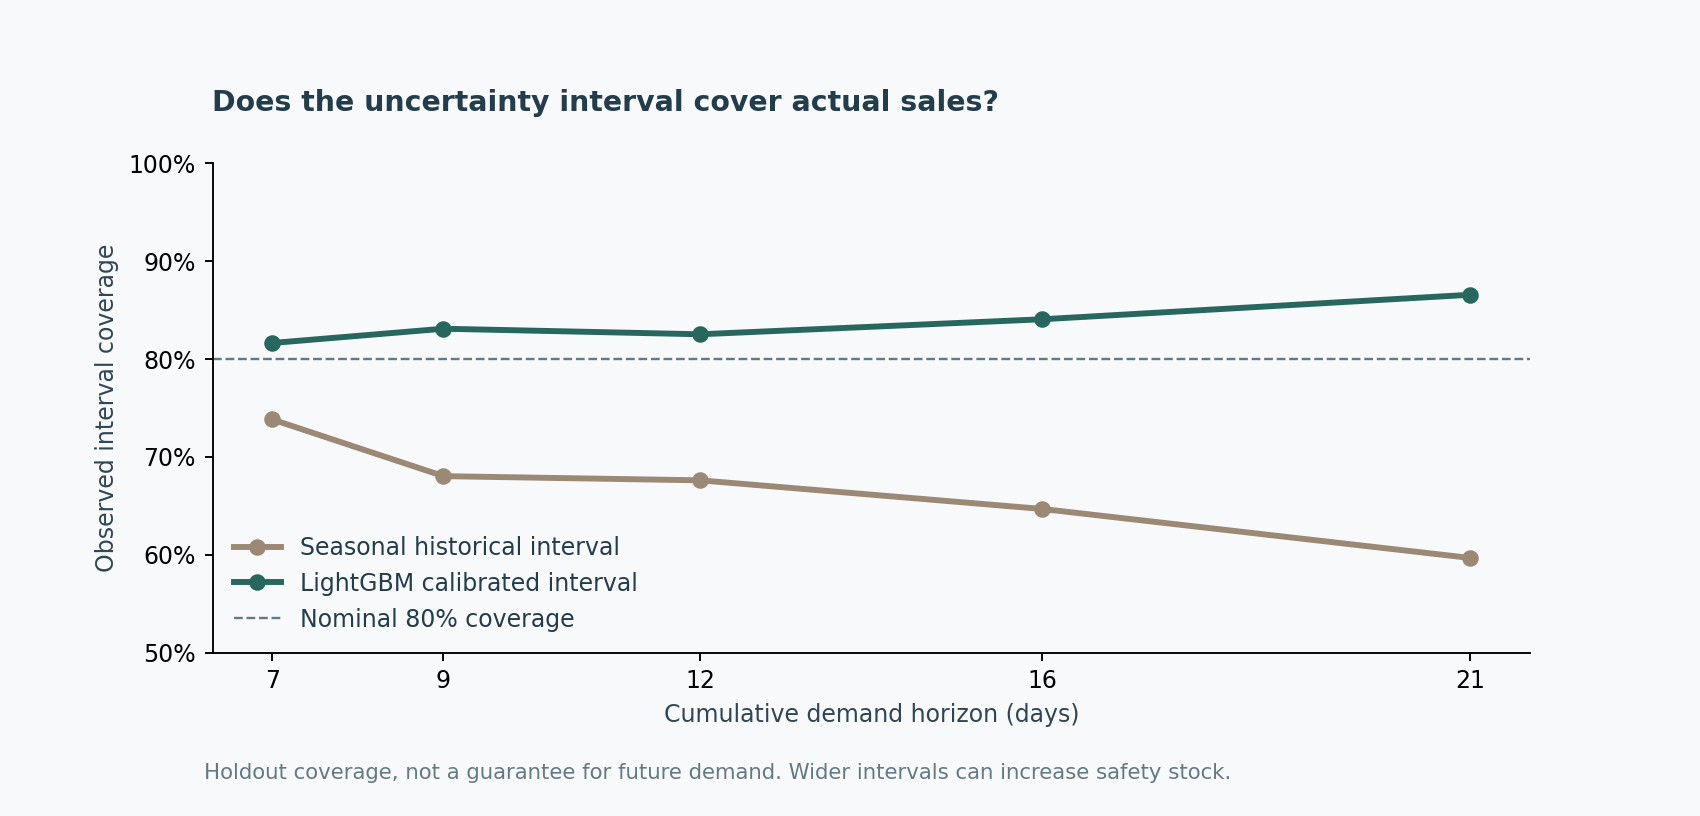 Does the uncertainty interval cover actual sales?
100%
90%
80%
70%
60%
50%
Observed interval coverage
Seasonal historical interval
LightGBM calibrated interval
Nominal 80% coverage
7 9 12 16 21
Cumulative demand horizon (days)
Holdout coverage, not a guarantee for future demand. Wider intervals can increase safety stock.